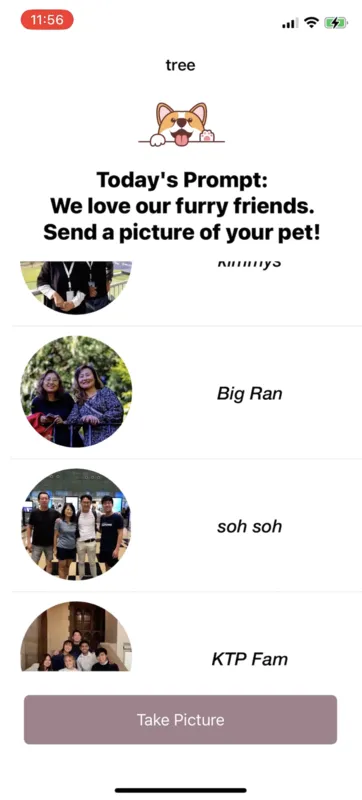 11:56
tree
Today's Prompt:
We love our furry friends.
Send a picture of your pet!
kimmys
Big Ran
soh soh
KTP Fam
Take Picture